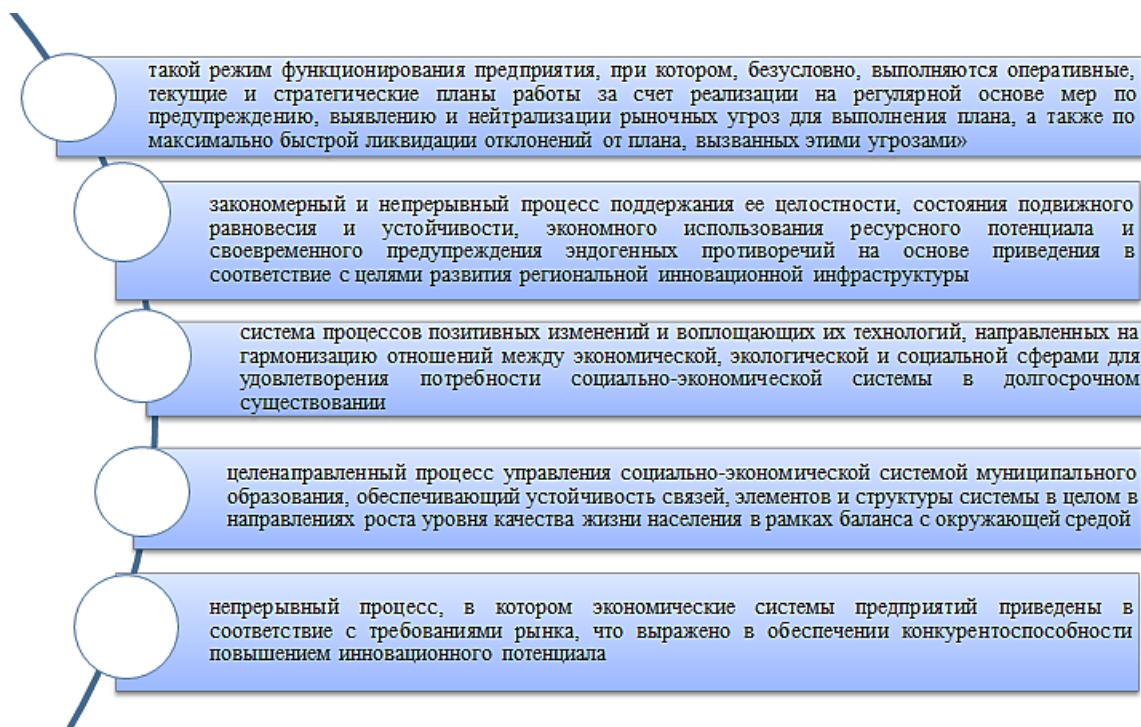 такой режим функционирования предприятия, при котором, безусловно, выполняются оперативные,
текущие и стратегические планы работы за счет реализации на регулярной основе мер по
предупреждению, выявлению и нейтрализации рыночных угроз для выполнения плана, а также по
максимально быстрой ликвидации отклонений от плана, вызванных этими угрозами»
закономерный и непрерывный процесс поддержания ее целостности, состояния подвижного
равновесия и устойчивости, экономного использования ресурсного потенциала и
своевременного предупреждения эндогенных противоречий на основе приведения в
соответствие с целями развития региональной инновационной инфраструктуры
система процессов позитивных изменений и воплощающих их технологий, направленных на
гармонизацию отношений между экономической, экологической и социальной сферами для
удовлетворения потребности социально-экономической системы в долгосрочном
существовании
целенаправленный процесс управления социально-экономической системой муниципального
образования, обеспечивающий устойчивость связей, элементов и структуры системы в целом в
направлениях роста уровня качества жизни населения в рамках баланса с окружающей средой
непрерывный процесс, в котором экономические системы предприятий приведены в
соответствие с требованиями рынка, что выражено в обеспечении конкурентоспособности
повышением инновационного потенциала